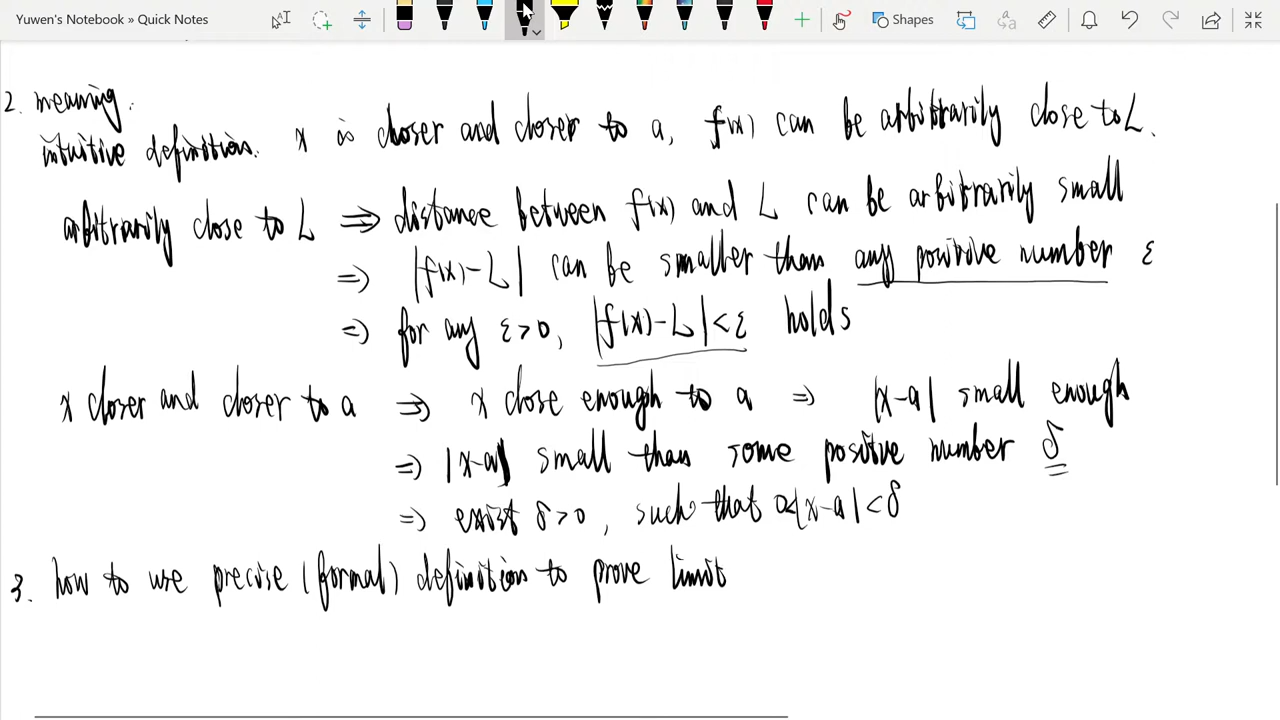 Yuwen's Notebook » Quick Notes
Shapes
2. meaning.
intuitive definition. x is closer and closer to a, f(x) can be arbitrarily close to L.
arbitrarily close to L ⇒ distance between f(x) and L can be arbitrarily small
⇒ |f(x)-L| can be smaller than any positive number ε
⇒ for any ε>0, |f(x)-L|<ε holds
x closer and closer to a ⇒ x close enough to a ⇒ |x-a| small enough
⇒ |x-a| small than some positive number δ
⇒ exist δ>0, such that 0<|x-a|<δ
3. how to use precise (formal) definition to prove limit